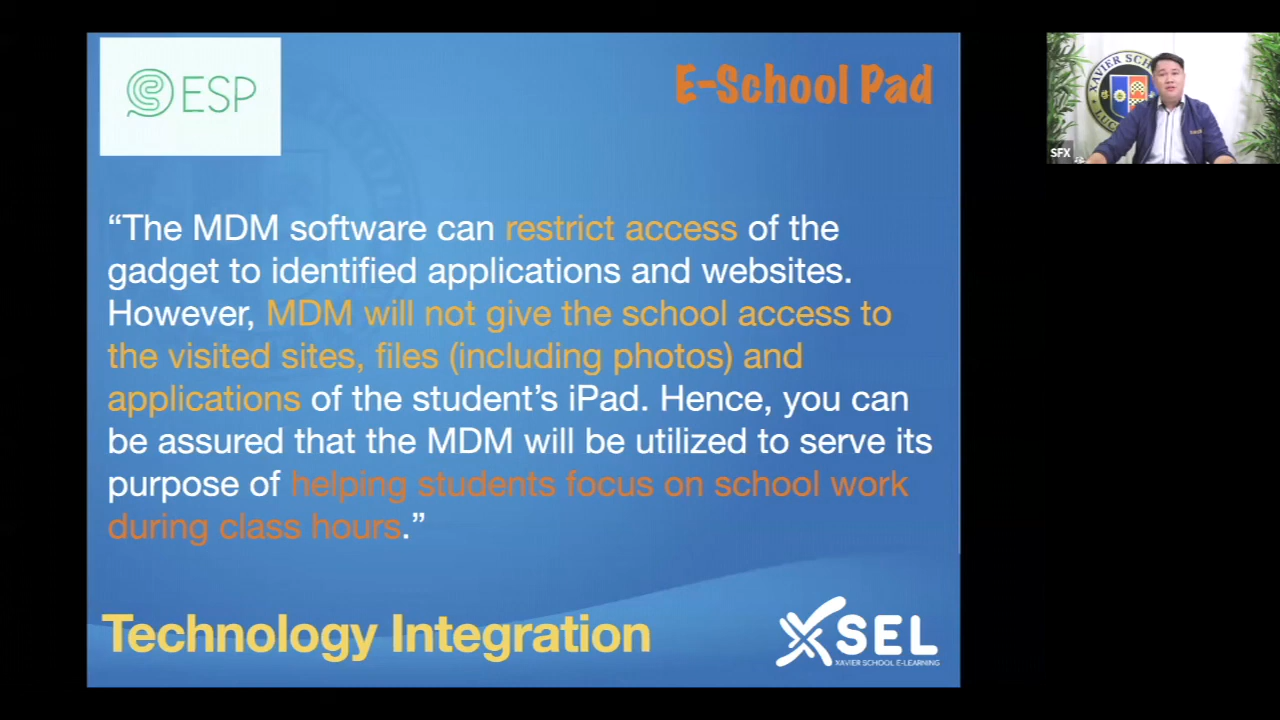 ESP
E-School Pad
“The MDM software can restrict access of the
gadget to identified applications and websites.
However, MDM will not give the school access to
the visited sites, files (including photos) and
applications of the student’s iPad. Hence, you can
be assured that the MDM will be utilized to serve its
purpose of helping students focus on school work
during class hours.”
Technology Integration
XSEL
XAVIER SCHOOL E-LEARNING
XAVIER SCH
LUC
SFX